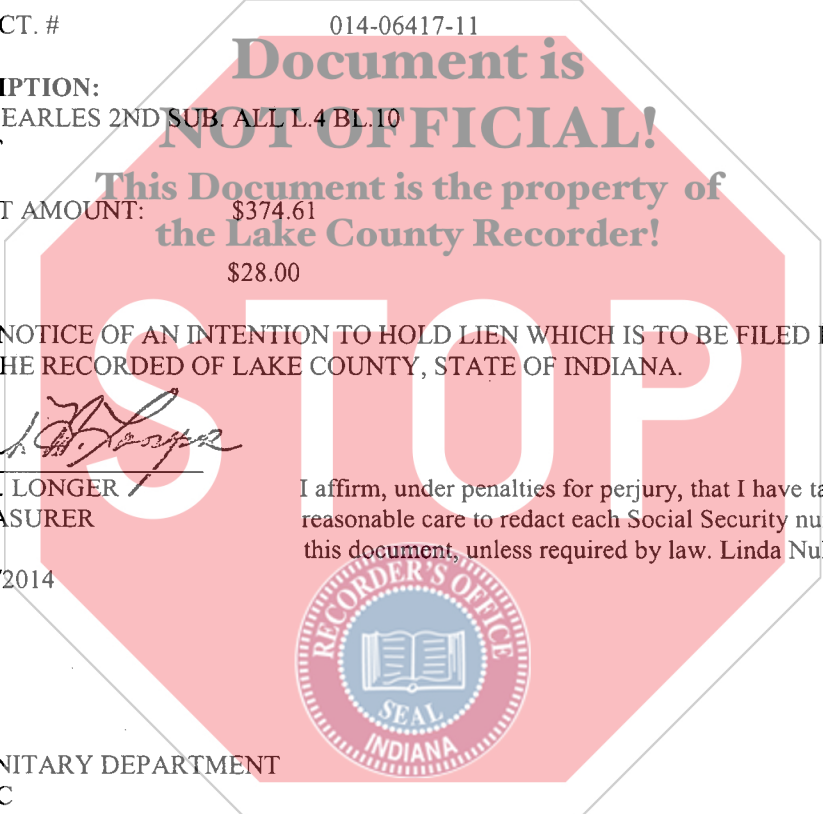 CT. # 014-06417-11
Document is
IPTION:
EARLES 2ND SUB. ALL L.4 BL.10
NOT OFFICIAL!
This Document is the property of
T AMOUNT: $374.61
the Lake County Recorder!
$28.00
NOTICE OF AN INTENTION TO HOLD LIEN WHICH IS TO BE FILED
HE RECORDED OF LAKE COUNTY, STATE OF INDIANA.
STOP
. LONGER
I affirm, under penalties for perjury, that I have ta
ASURER
reasonable care to redact each Social Security nu
this document, unless required by law. Linda Nu
/2014
RECORDER'S OFFICE
SEAL
INDIANA
NITARY DEPARTMENT
C